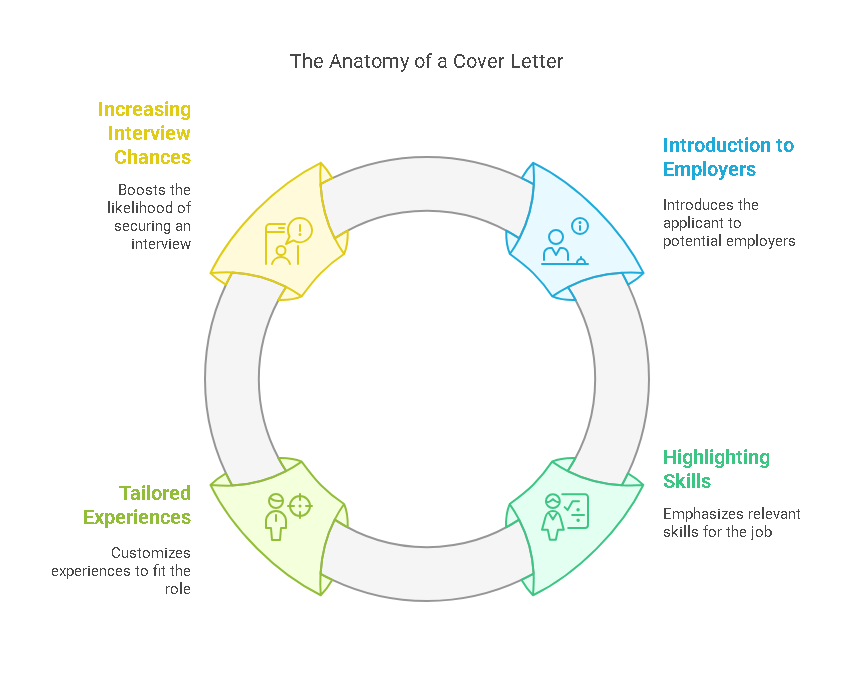 The Anatomy of a Cover Letter
Increasing
Interview
Chances
Boosts the
likelihood of
securing an
interview
Introduction to
Employers
Introduces the
applicant to
potential employers
Tailored
Experiences
Customizes
experiences to fit the
role
Highlighting
Skills
Emphasizes relevant
skills for the job